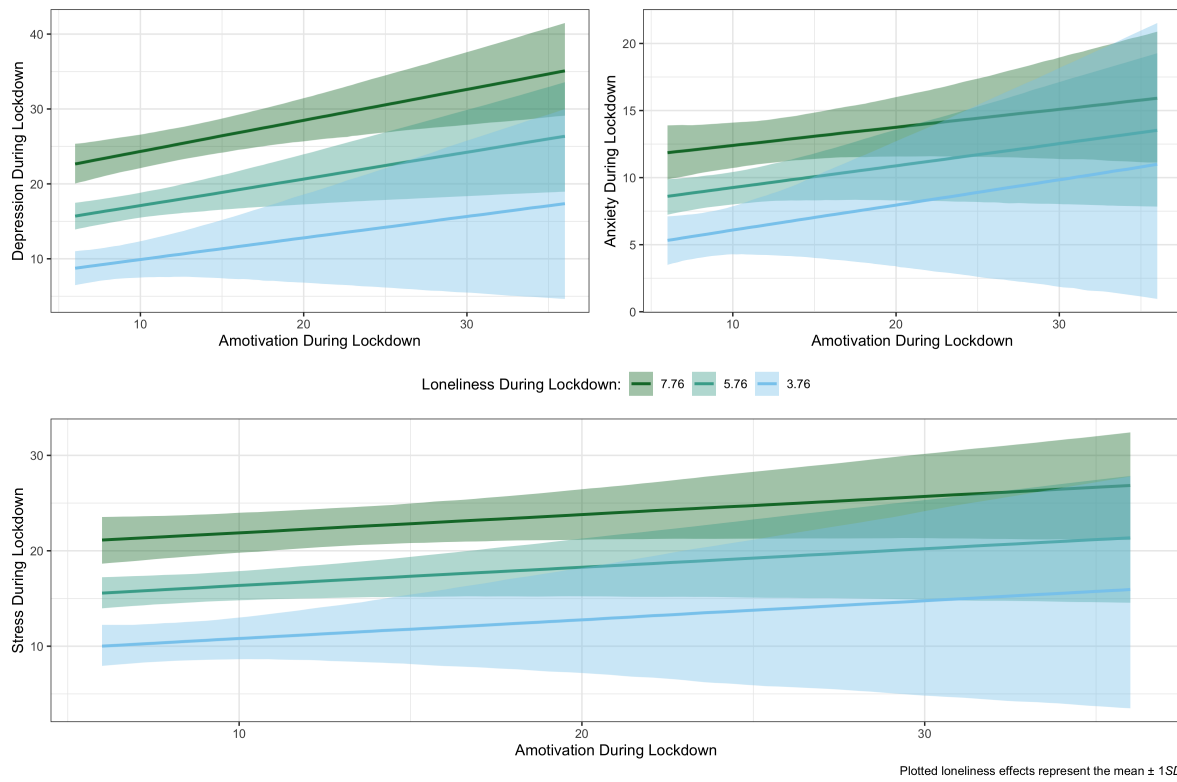 40
30
20
10
Depression During Lockdown
10 20 30
Amotivation During Lockdown
20
15
10
5
0
Anxiety During Lockdown
10 20 30
Amotivation During Lockdown
Loneliness During Lockdown: 7.76 5.76 3.76
30
20
10
Stress During Lockdown
10 20 30
Amotivation During Lockdown
Plotted loneliness effects represent the mean ± 1SD